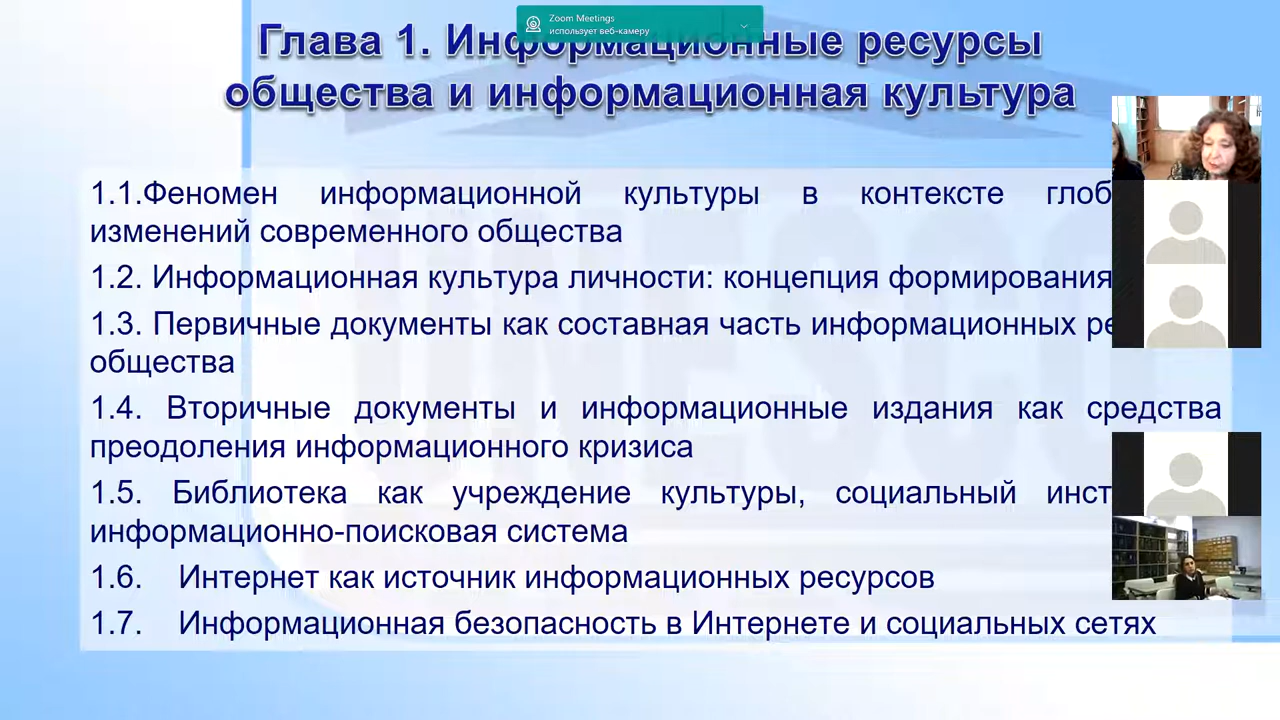 Zoom Meetings
использует веб-камеру
Глава 1. Информационные ресурсы
общества и информационная культура
1.1.Феномен информационной культуры в контексте глоб
изменений современного общества
1.2. Информационная культура личности: концепция формирования
1.3. Первичные документы как составная часть информационных ре
общества
1.4. Вторичные документы и информационные издания как средства
преодоления информационного кризиса
1.5. Библиотека как учреждение культуры, социальный инст
информационно-поисковая система
1.6. Интернет как источник информационных ресурсов
1.7. Информационная безопасность в Интернете и социальных сетях
UNESCO